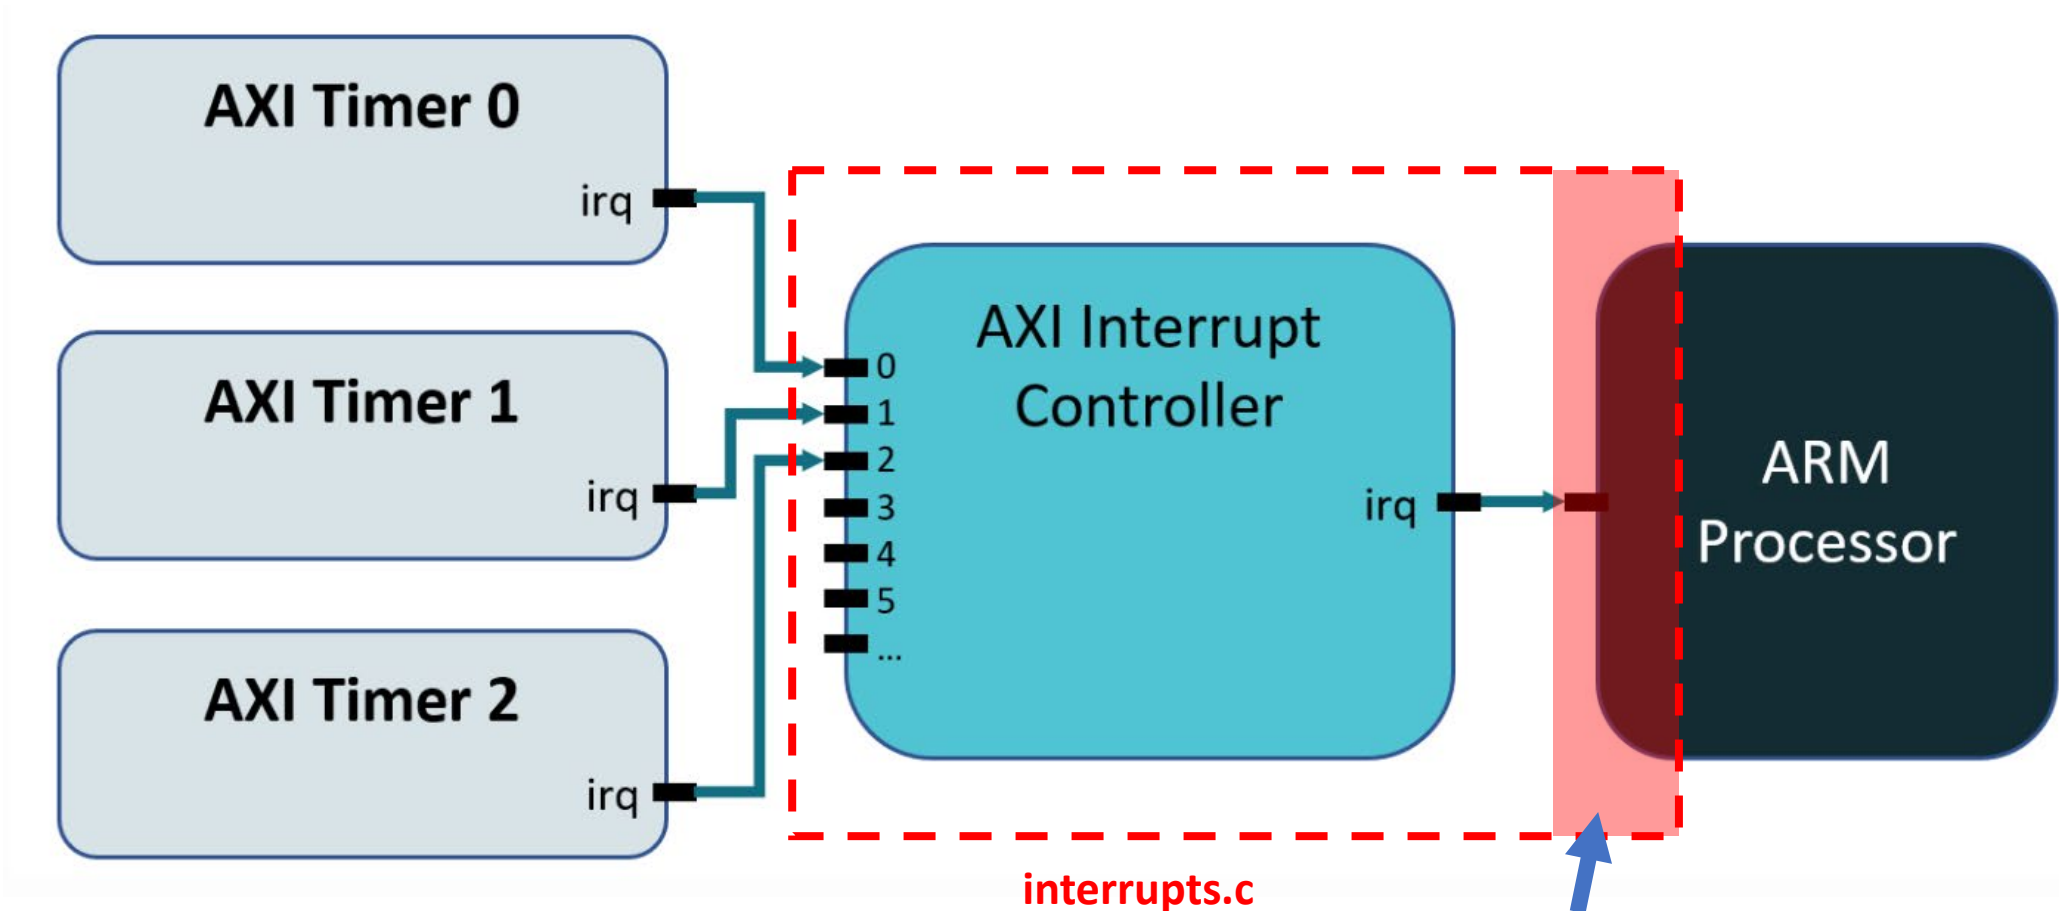 AXI Timer 0
irq
AXI Timer 1
irq
AXI Timer 2
irq
0
1
2
3
4
5
...
AXI Interrupt
Controller
irq
ARM
Processor
interrupts.c